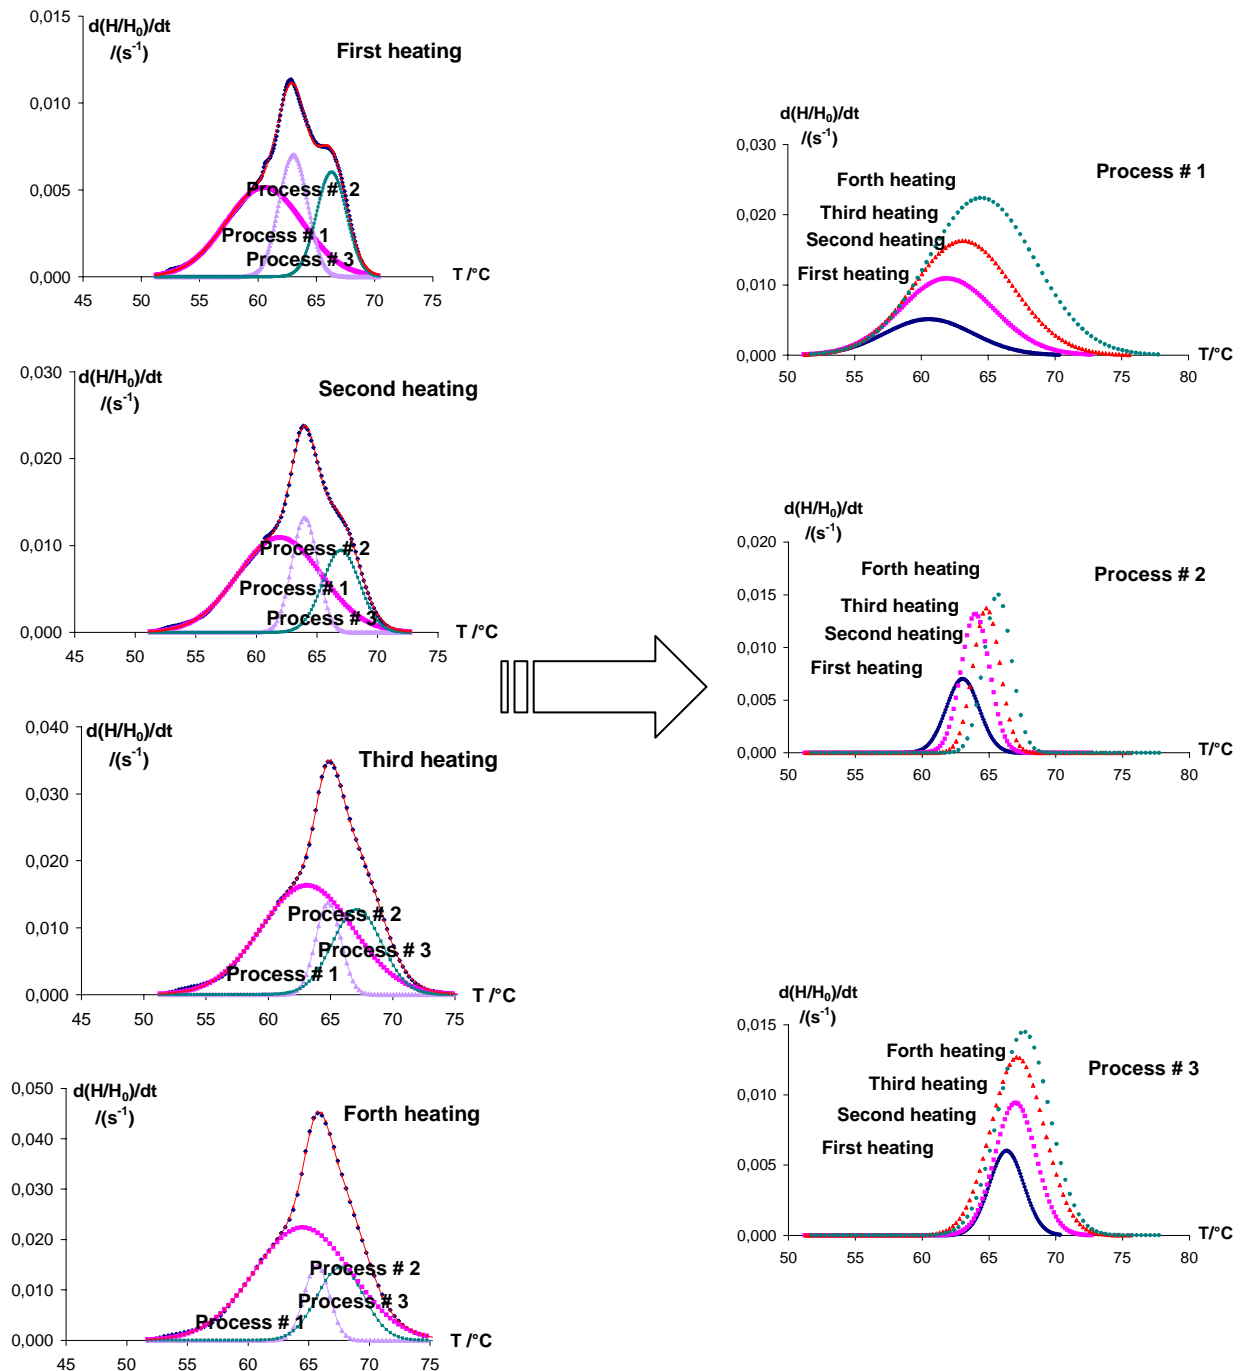 0,015
d(H/H0)/dt
/(s-1)
First heating
0,010
0,005
Process # 2
Process # 1
Process # 3
0,000
T /°C
45 50 55 60 65 70 75
0,030
d(H/H0)/dt
/(s-1)
Second heating
0,020
0,010
Process # 2
Process # 1
Process # 3
0,000
T /°C
45 50 55 60 65 70 75
0,040
d(H/H0)/dt
/(s-1)
Third heating
0,030
0,020
0,010
Process # 2
Process # 3
Process # 1
0,000
T /°C
45 50 55 60 65 70 75
0,050
d(H/H0)/dt
/(s-1)
Forth heating
0,040
0,030
0,020
0,010
Process # 2
Process # 3
Process # 1
0,000
T /°C
45 50 55 60 65 70 75
d(H/H0)/dt
/(s-1)
0,030
Process # 1
Forth heating
0,020
Third heating
Second heating
First heating
0,010
0,000
T/°C
50 55 60 65 70 75 80
d(H/H0)/dt
/(s-1)
0,020
Forth heating
Process # 2
0,015
Third heating
Second heating
0,010
First heating
0,005
0,000
T/°C
50 55 60 65 70 75 80
d(H/H0)/dt
/(s-1)
0,015
Forth heating
Process # 3
Third heating
0,010
Second heating
First heating
0,005
0,000
T/°C
50 55 60 65 70 75 80